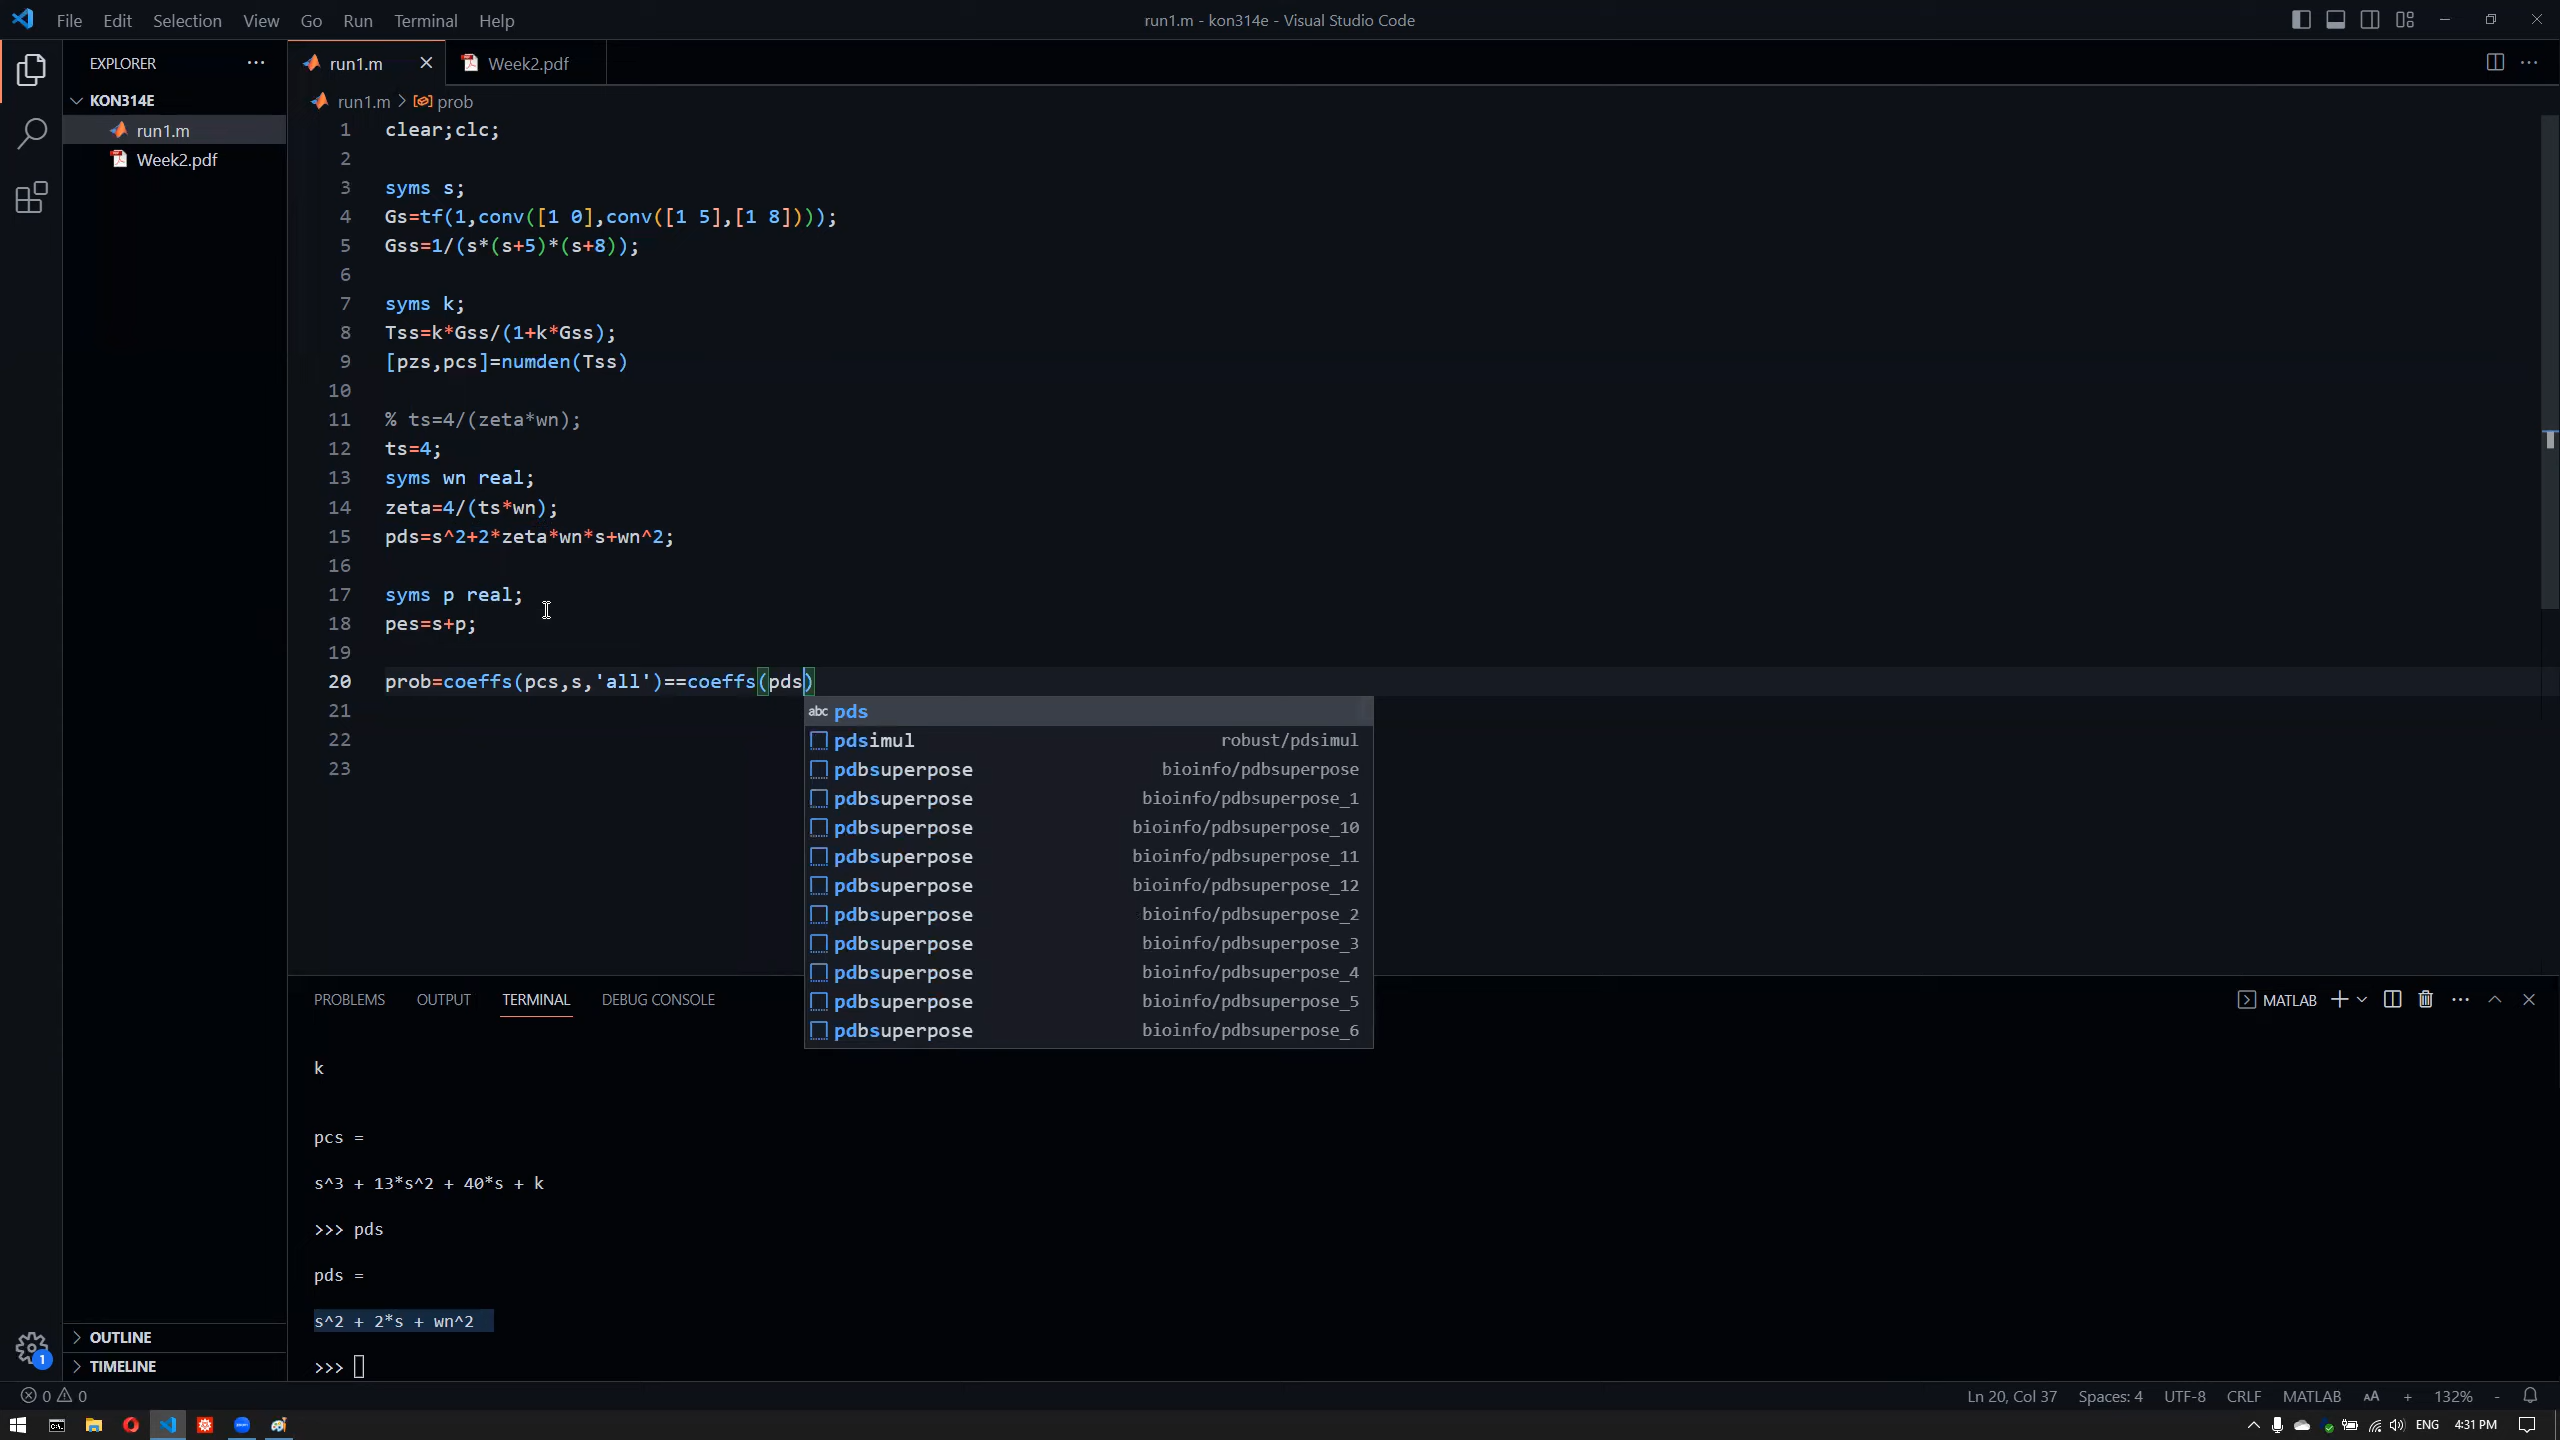 File Edit Selection View Go Run Terminal Help
run1.m - kon314e - Visual Studio Code
EXPLORER
run1.m
Week2.pdf
KON314E
run1.m > prob
run1.m
Week2.pdf
1 clear;clc;
2
3 syms s;
4 Gs=tf(1,conv([1 0],conv([1 5],[1 8])));
5 Gss=1/(s*(s+5)*(s+8));
6
7 syms k;
8 Tss=k*Gss/(1+k*Gss);
9 [pzs,pcs]=numden(Tss)
10
11 % ts=4/(zeta*wn);
12 ts=4;
13 syms wn real;
14 zeta=4/(ts*wn);
15 pds=s^2+2*zeta*wn*s+wn^2;
16
17 syms p real;
18 pes=s+p;
19
20 prob=coeffs(pcs,s,'all')==coeffs(pds)
21
22
23
abc pds
pdsimul robust/pdsimul
pdbsuperpose bioinfo/pdbsuperpose
pdbsuperpose bioinfo/pdbsuperpose_1
pdbsuperpose bioinfo/pdbsuperpose_10
pdbsuperpose bioinfo/pdbsuperpose_11
pdbsuperpose bioinfo/pdbsuperpose_12
pdbsuperpose bioinfo/pdbsuperpose_2
pdbsuperpose bioinfo/pdbsuperpose_3
pdbsuperpose bioinfo/pdbsuperpose_4
pdbsuperpose bioinfo/pdbsuperpose_5
pdbsuperpose bioinfo/pdbsuperpose_6
PROBLEMS OUTPUT TERMINAL DEBUG CONSOLE
MATLAB
k
pcs =
s^3 + 13*s^2 + 40*s + k
>>> pds
pds =
s^2 + 2*s + wn^2
>>>
OUTLINE
TIMELINE
1
0 0
Ln 20, Col 37 Spaces: 4 UTF-8 CRLF MATLAB AA + 132% -
ENG 4:31 PM